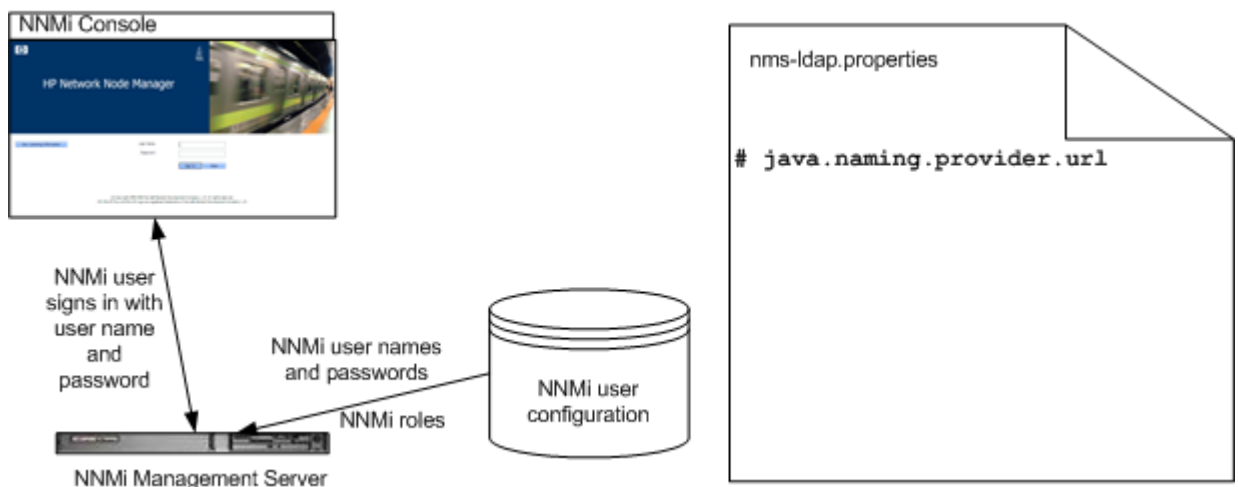 NNMi Console
HP Network Node Manager
NNMi user
signs in with
user name
and
password
NNMi user names
and passwords
NNMi roles
NNMi user
configuration
NNMi Management Server
nms-ldap.properties
# java.naming.provider.url